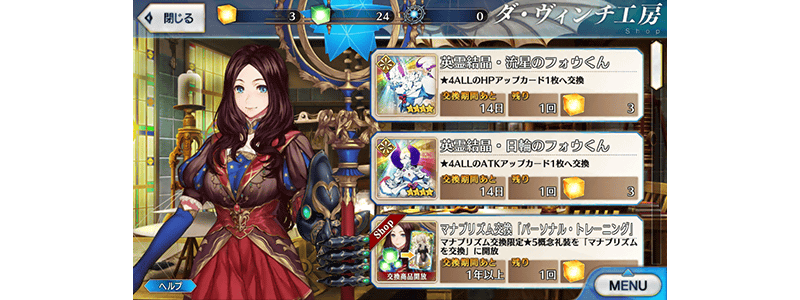 閉じる
3
24
0
ダ・ヴィンチ工房
Shop
英霊結晶・流星のフォウくん
★4ALLのHPアップカード1枚へ交換
交換期間あと 残り
14日 1回 3
英霊結晶・日輪のフォウくん
★4ALLのATKアップカード1枚へ交換
交換期間あと 残り
14日 1回 3
Shop
マナプリズム交換「パーソナル・トレーニング」
マナプリズム交換限定★5概念礼装を「マナプリズム
を交換」に開放
交換期間あと 残り
交換商品開放
1年以上 1回
ヘルプ
MENU